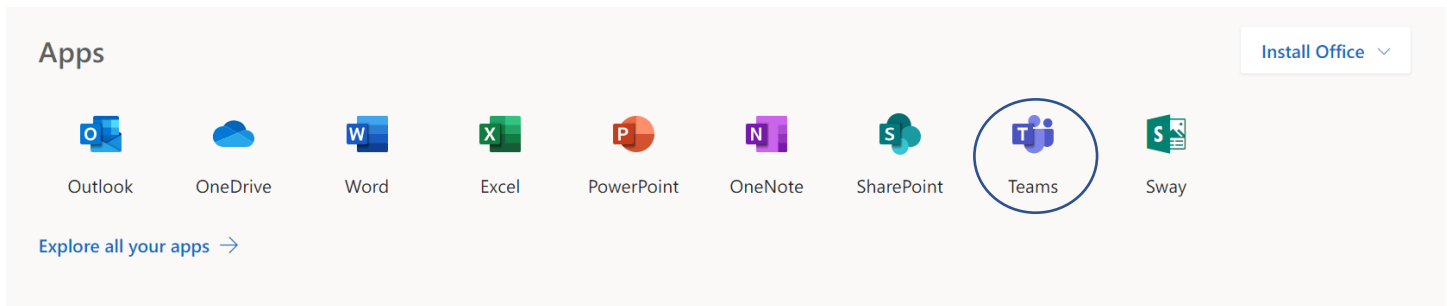 Apps
Install Office
O W X P N S T S
Outlook OneDrive Word Excel PowerPoint OneNote SharePoint Teams Sway
Explore all your apps